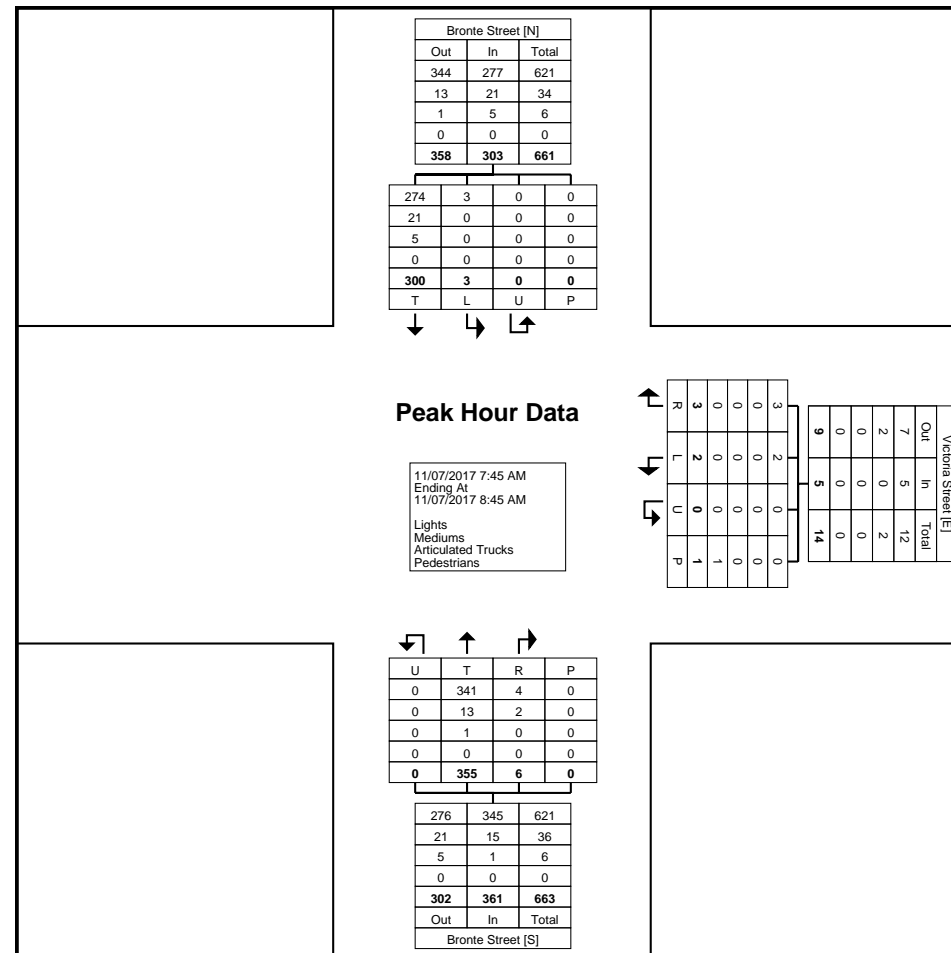 Bronte Street [N]
Out In Total
344 277 621
13 21 34
1 5 6
0 0 0
358 303 661
274 3 0 0
21 0 0 0
5 0 0 0
0 0 0 0
300 3 0 0
T L U P
Peak Hour Data
11/07/2017 7:45 AM
Ending At
11/07/2017 8:45 AM
Lights
Mediums
Articulated Trucks
Pedestrians
Victoria Street [E]
Out In Total
7 5 12
2 0 2
0 0 0
0 0 0
9 5 14
3 2 0 0
0 0 0 0
0 0 0 0
0 0 0 1
3 2 0 1
R L U P
U T R P
0 341 4 0
0 13 2 0
0 1 0 0
0 0 0 0
0 355 6 0
276 345 621
21 15 36
5 1 6
0 0 0
302 361 663
Out In Total
Bronte Street [S]